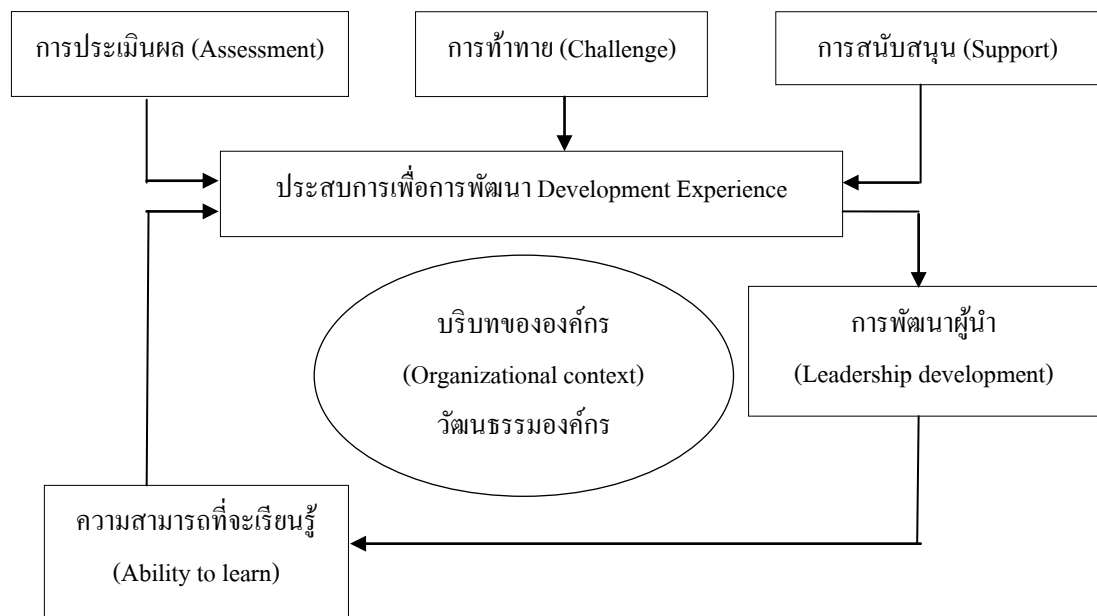 การประเมินผล (Assessment)
การท้าทาย (Challenge)
การสนับสนุน (Support)
ประสบการเพื่อการพัฒนา Development Experience
บริบทขององค์กร
(Organizational context)
วัฒนธรรมองค์กร
การพัฒนาผู้นำ
(Leadership development)
ความสามารถที่จะเรียนรู้
(Ability to learn)